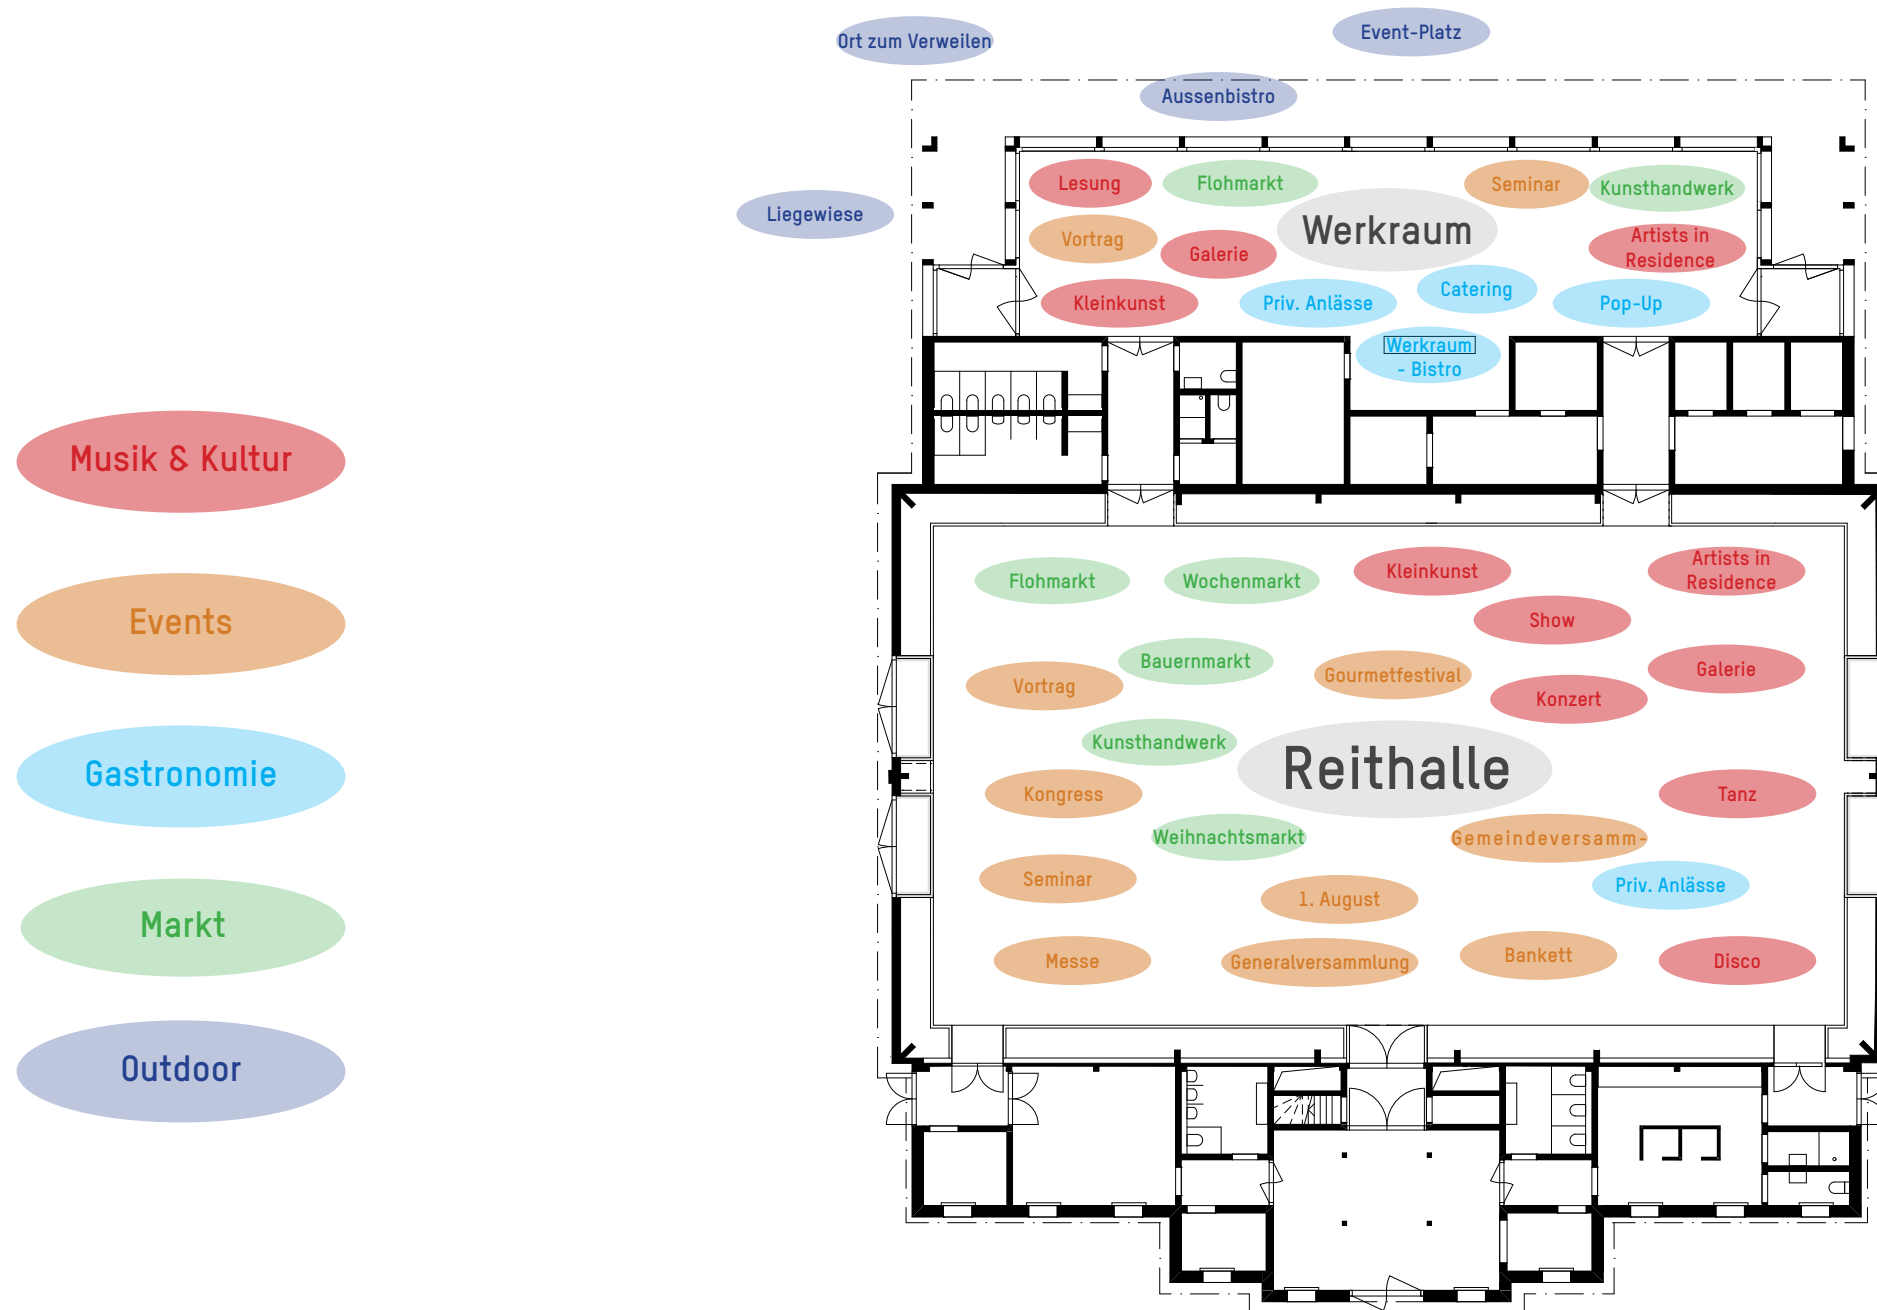 Ort zum Verweilen
Event-Platz
Aussenbistro
Liegewiese
Lesung
Flohmarkt
Seminar
Kunsthandwerk
Werkraum
Vortrag
Galerie
Artists in
Residence
Kleinkunst
Priv. Anlässe
Catering
Pop-Up
Werkraum
- Bistro
Musik & Kultur
Events
Gastronomie
Markt
Outdoor
Flohmarkt
Wochenmarkt
Kleinkunst
Artists in
Residence
Show
Bauernmarkt
Gourmetfestival
Galerie
Vortrag
Konzert
Kunsthandwerk
Reithalle
Kongress
Tanz
Weihnachtsmarkt
Gemeindeversamm-
Seminar
1. August
Priv. Anlässe
Messe
Generalversammlung
Bankett
Disco